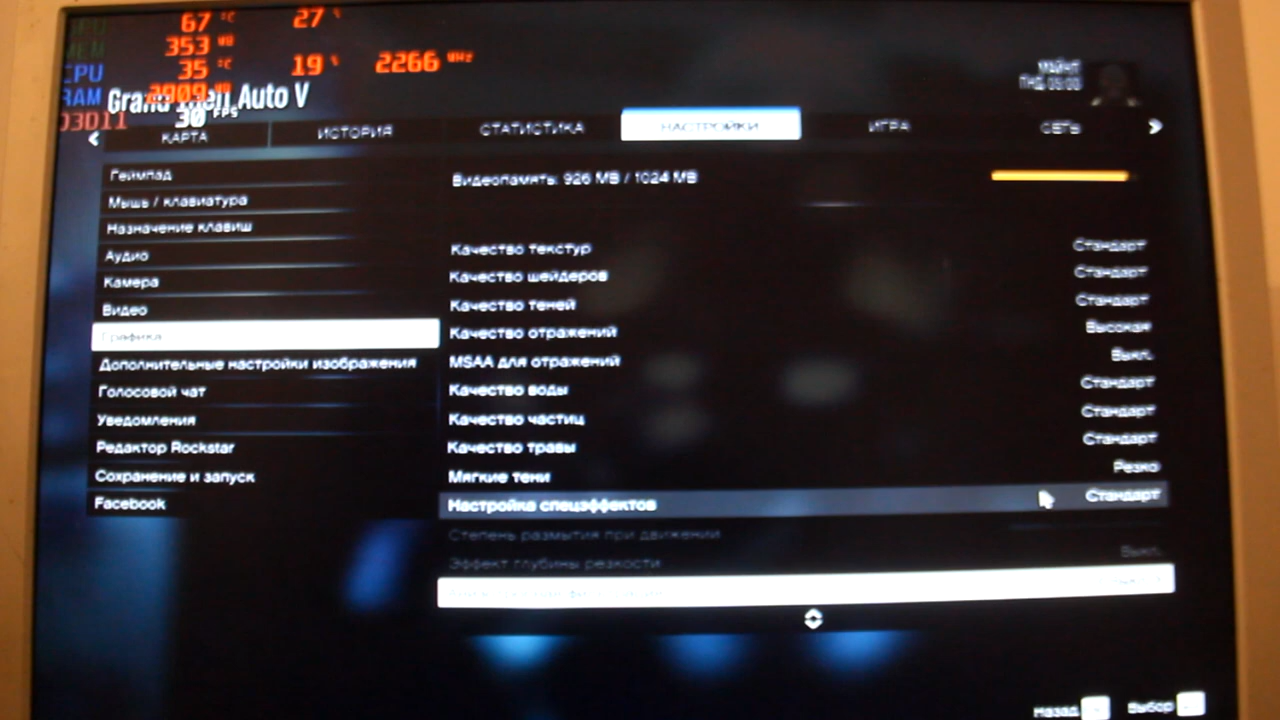 67 °C 27 %
353 MB
CPU 35 °C 19 % 2266 MHz
RAM 2909 MB
D3D11 30 FPS
Grand Theft Auto V
КАРТА ИСТОРИЯ СТАТИСТИКА НАСТРОЙКИ ИГРА СЕТЬ
Геймпад
Мышь / клавиатура
Назначение клавиш
Аудио
Камера
Видео
Графика
Дополнительные настройки изображения
Голосовой чат
Уведомления
Редактор Rockstar
Сохранение и запуск
Facebook
Видеопамять: 926 MB / 1024 MB
Качество текстур Стандарт
Качество шейдеров Стандарт
Качество теней Стандарт
Качество отражений Высокая
MSAA для отражений Выкл.
Качество воды Стандарт
Качество частиц Стандарт
Качество травы Стандарт
Мягкие тени Резко
Настройка спецэффектов Стандарт
Степень размытия при движении
Эффект глубины резкости Выкл.
Назад Выбор